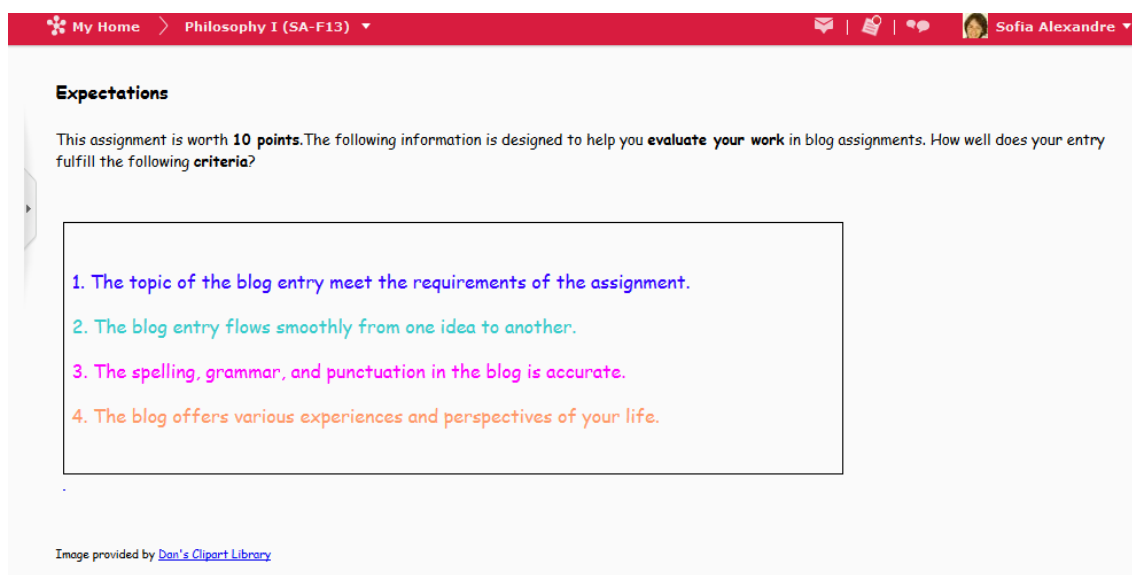 My Home > Philosophy I (SA-F13) Sofia Alexandre
Expectations
This assignment is worth 10 points.The following information is designed to help you evaluate your work in blog assignments. How well does your entry
fulfill the following criteria?
1. The topic of the blog entry meet the requirements of the assignment.
2. The blog entry flows smoothly from one idea to another.
3. The spelling, grammar, and punctuation in the blog is accurate.
4. The blog offers various experiences and perspectives of your life.
.
Image provided by Dan's Clipart Library